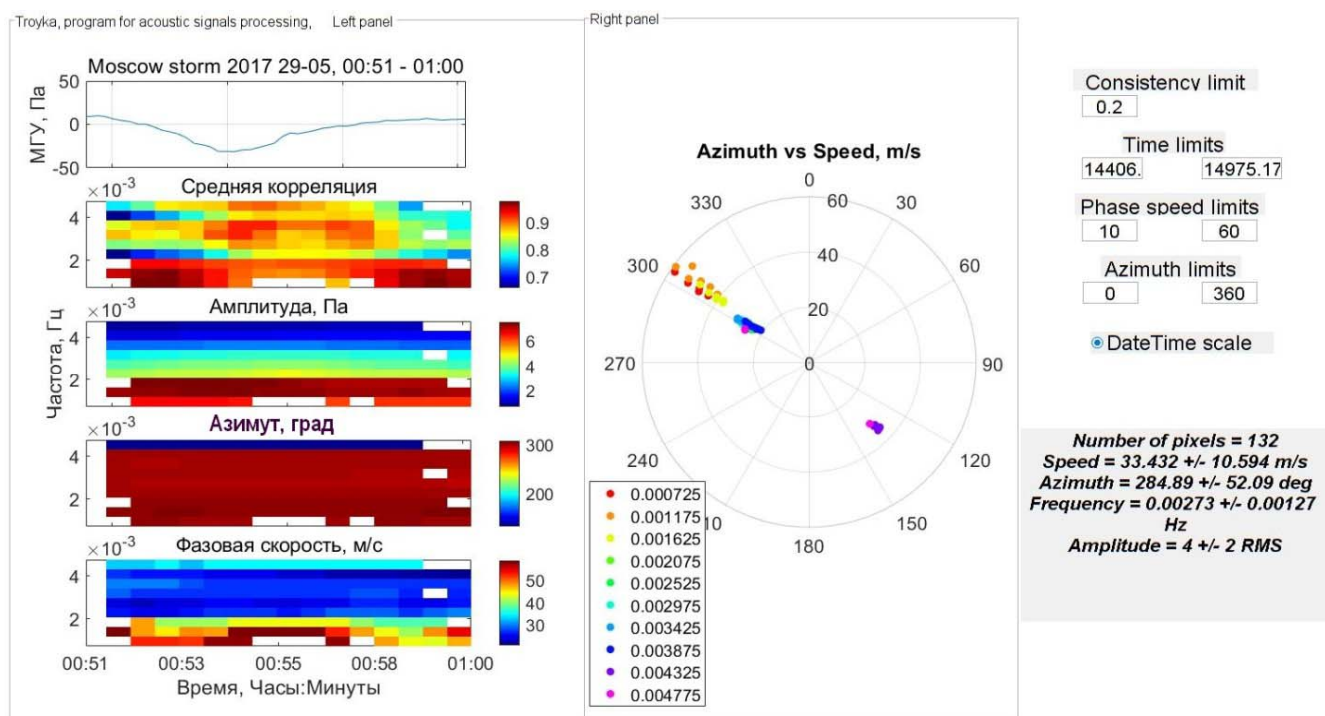 Troyka, program for acoustic signals processing, Left panel
Right panel
Moscow storm 2017 29-05, 00:51 - 01:00
50
0
-50
МГУ, Па
Средняя корреляция
×10⁻³
4
2
0.9
0.8
0.7
Амплитуда, Па
×10⁻³
4
2
6
4
2
Частота, Гц
Азимут, град
×10⁻³
4
2
300
200
Фазовая скорость, м/с
×10⁻³
4
2
50
40
30
00:51 00:53 00:55 00:58 01:00
Время, Часы:Минуты
Azimuth vs Speed, m/s
0
30
60
90
120
150
180
10
240
270
300
330
60
40
20
0
0.000725
0.001175
0.001625
0.002075
0.002525
0.002975
0.003425
0.003875
0.004325
0.004775
Consistency limit
0.2
Time limits
14406. 14975.17
Phase speed limits
10 60
Azimuth limits
0 360
DateTime scale
Number of pixels = 132
Speed = 33.432 +/- 10.594 m/s
Azimuth = 284.89 +/- 52.09 deg
Frequency = 0.00273 +/- 0.00127
Hz
Amplitude = 4 +/- 2 RMS